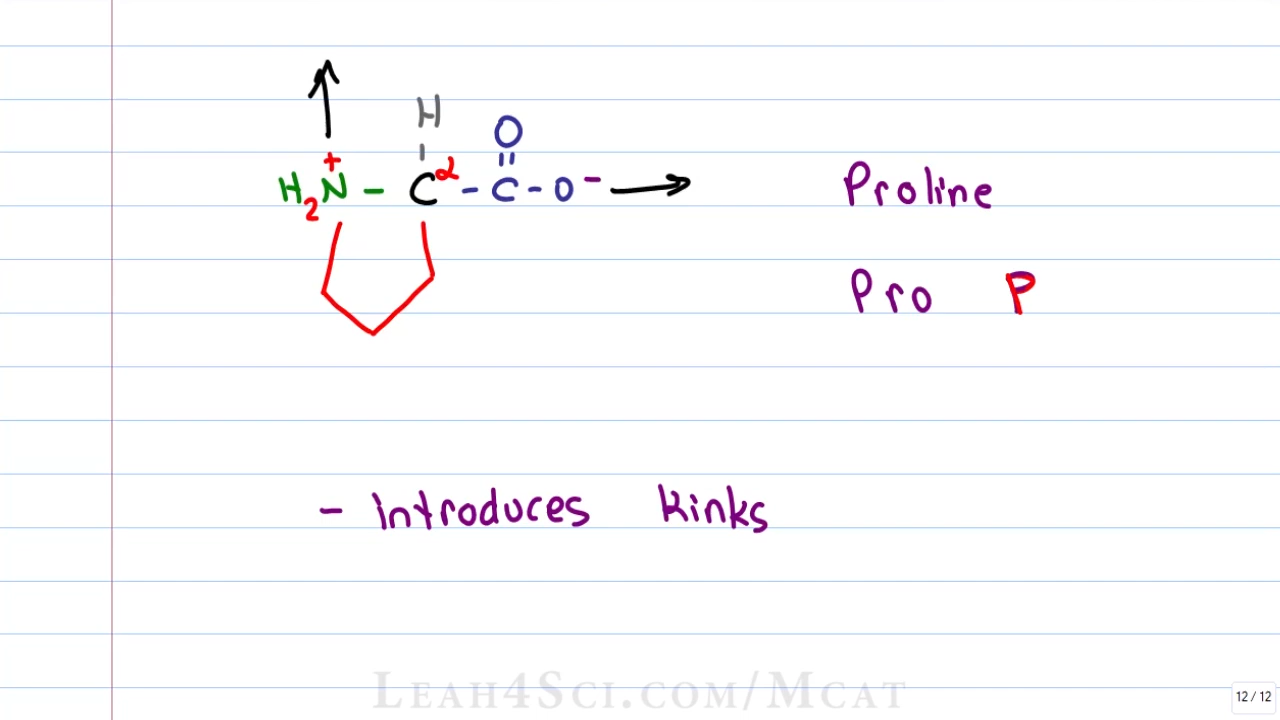 H
O
H₂N⁺ - Cα - C - O⁻
Proline
Pro P
- introduces kinks
Leah4Sci.com/Mcat
12 / 12